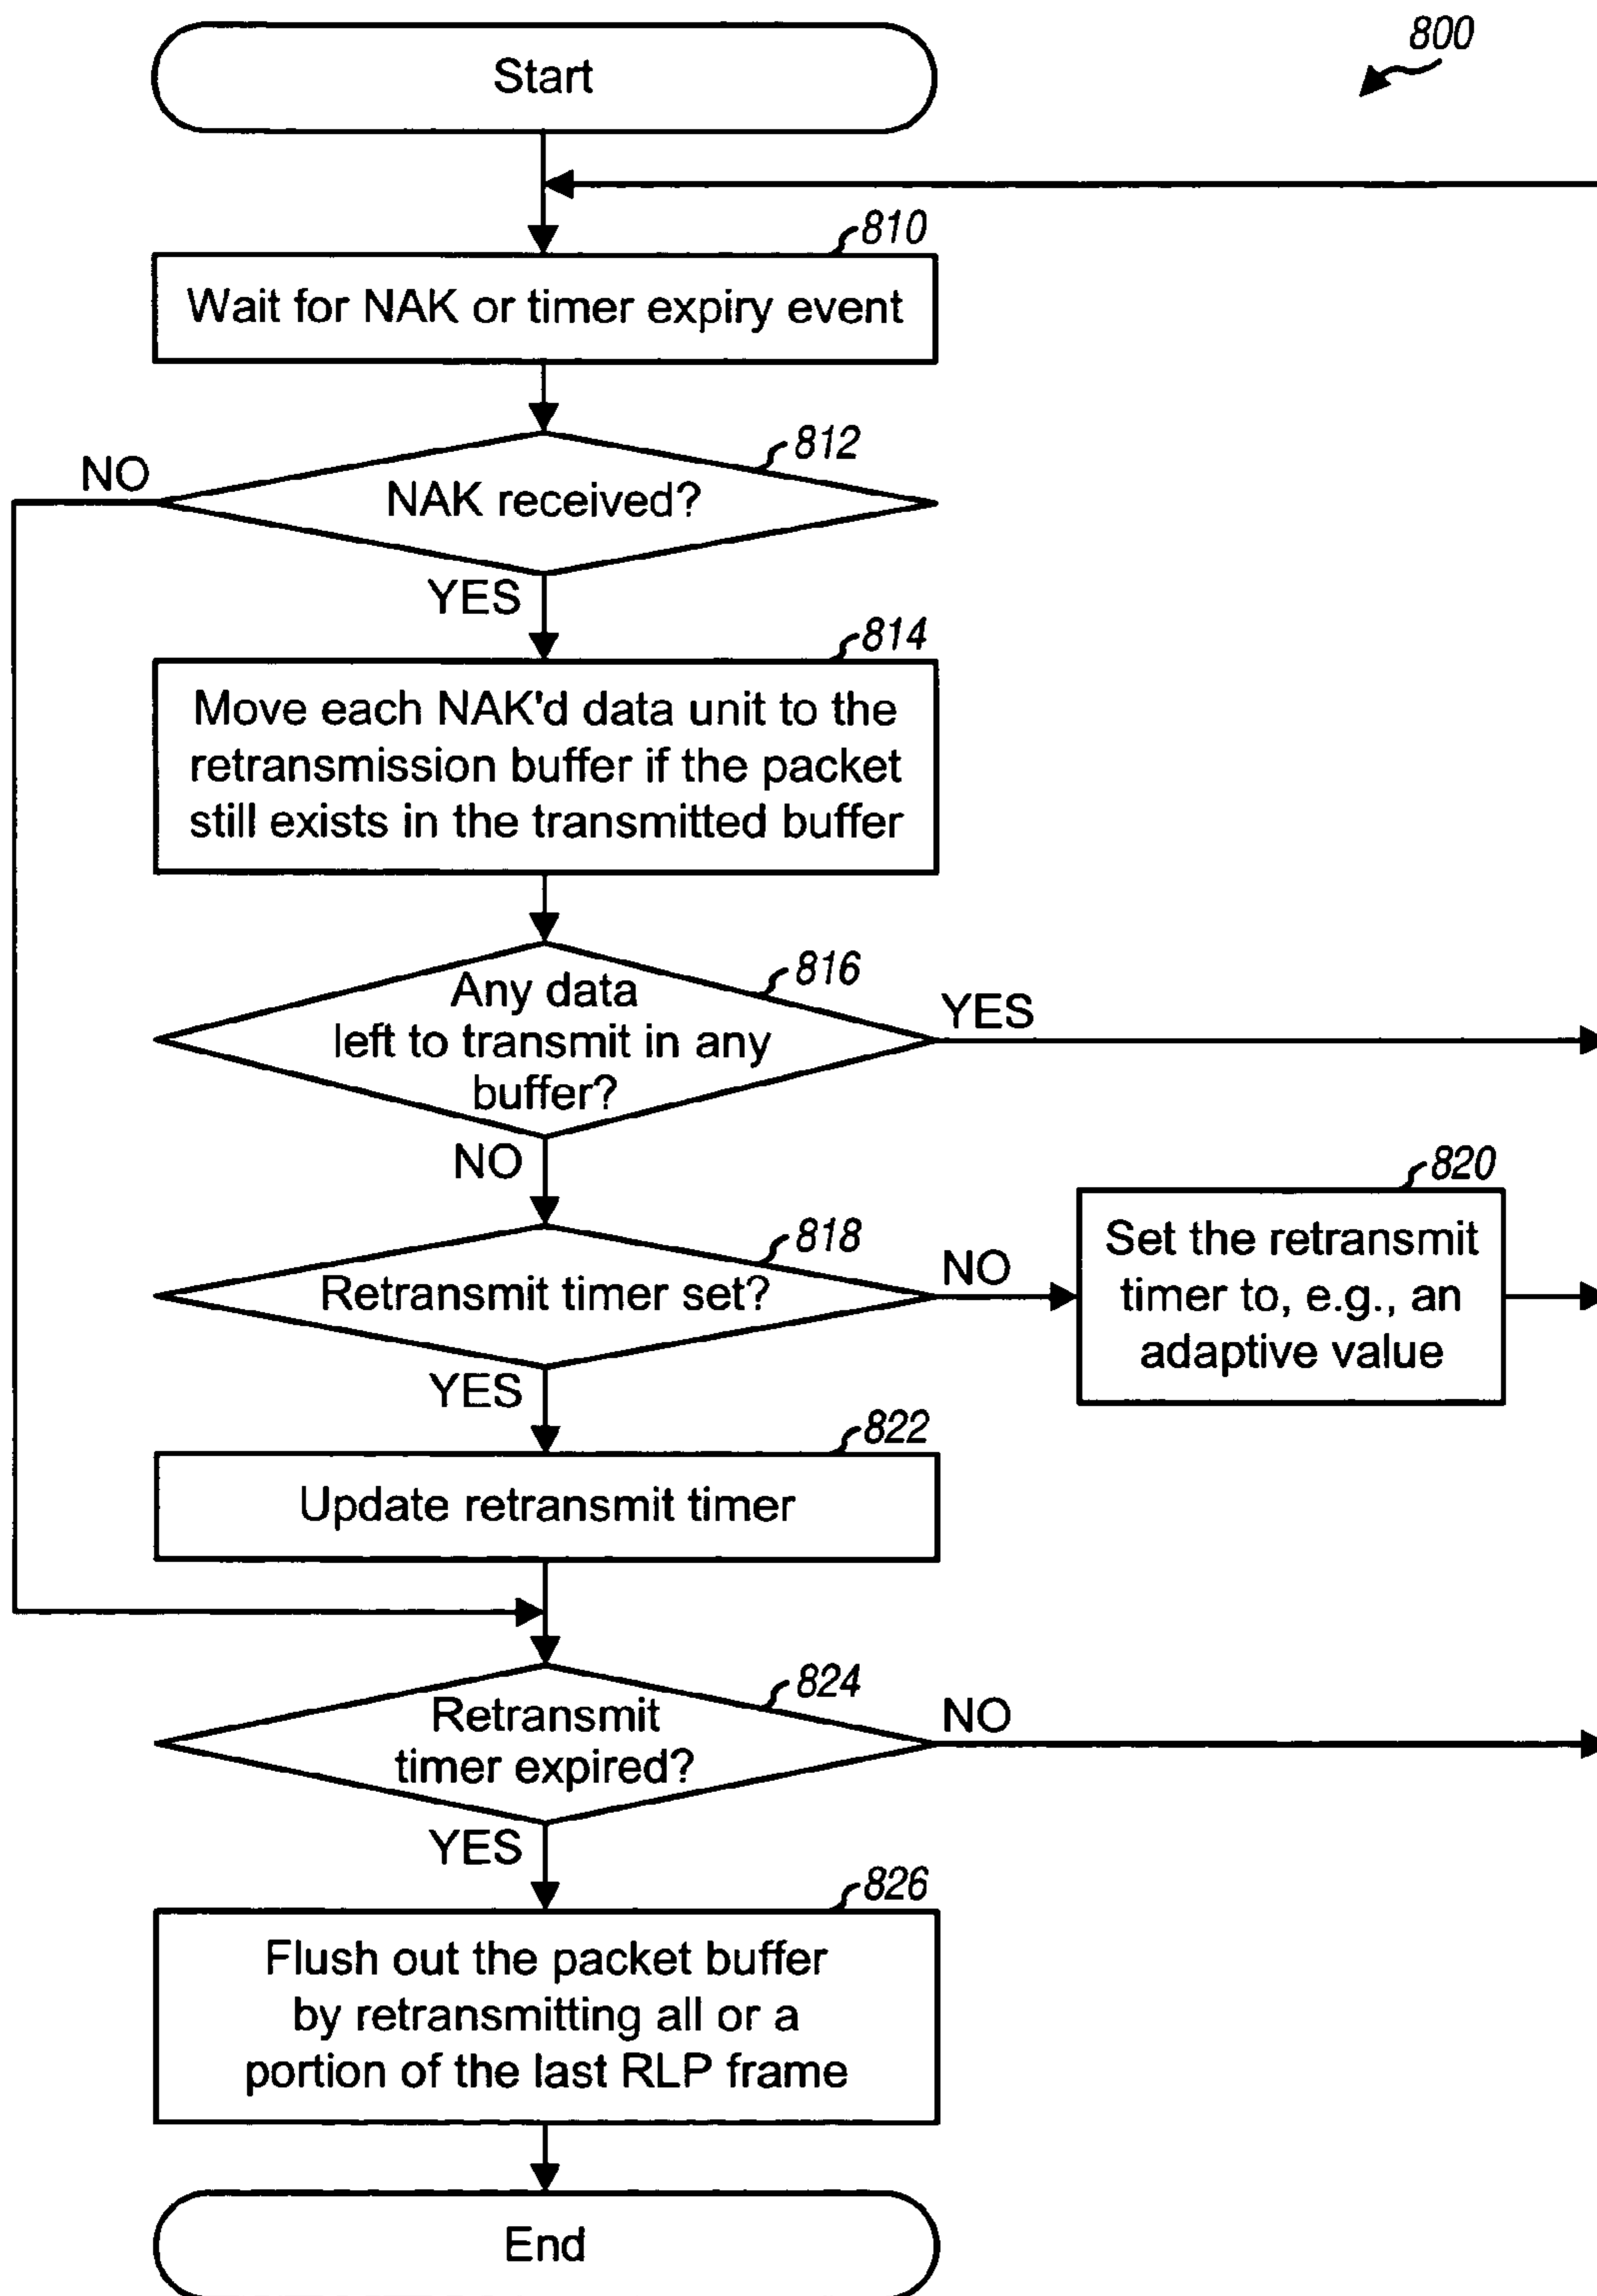 Start
800
810
Wait for NAK or timer expiry event
812
NO
NAK received?
YES
814
Move each NAK'd data unit to the
retransmission buffer if the packet
still exists in the transmitted buffer
816
Any data
left to transmit in any
buffer?
YES
NO
818
Retransmit timer set?
NO
820
Set the retransmit
timer to, e.g., an
adaptive value
YES
822
Update retransmit timer
824
Retransmit
timer expired?
NO
YES
826
Flush out the packet buffer
by retransmitting all or a
portion of the last RLP frame
End